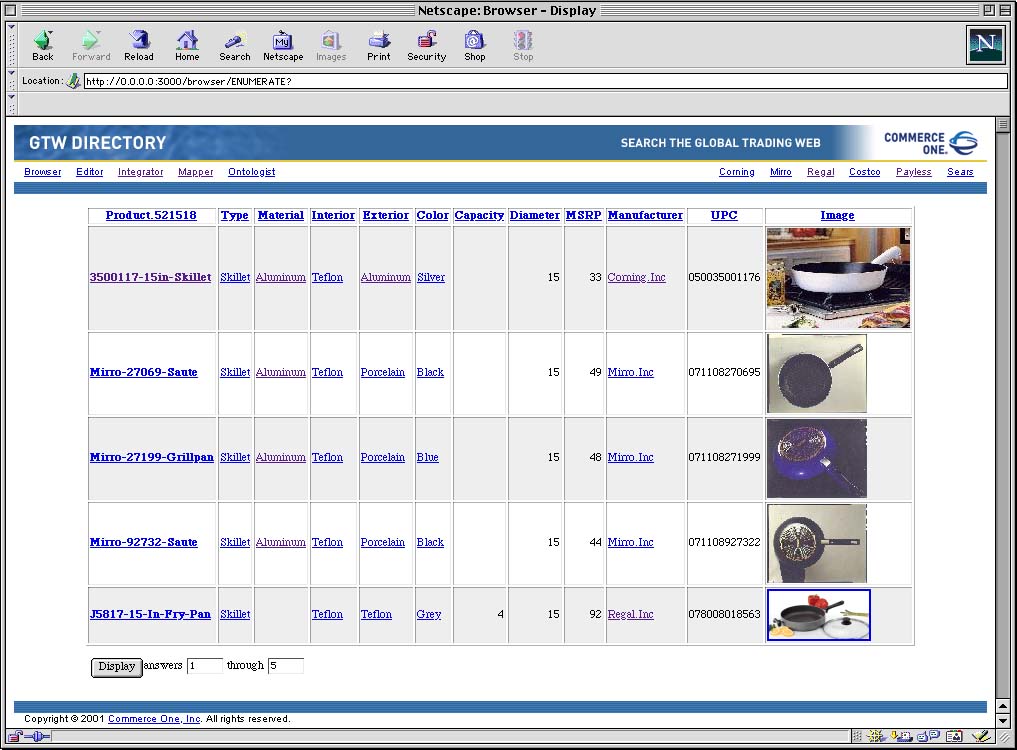 Netscape: Browser - Display
Back Forward Reload Home Search Netscape Images Print Security Shop Stop
My
N
Location: http://0.0.0.0:3000/browser/ENUMERATE?
GTW DIRECTORY SEARCH THE GLOBAL TRADING WEB COMMERCE
ONE.
Browser Editor Integrator Mapper Ontologist Corning Mirro Regal Costco Payless Sears
Product.521518 Type Material Interior Exterior Color Capacity Diameter MSRP Manufacturer UPC Image
3500117-15in-Skillet Skillet Aluminum Teflon Aluminum Silver 15 33 Corning.Inc 050035001176
Mirro-27069-Saute Skillet Aluminum Teflon Porcelain Black 15 49 Mirro.Inc 071108270695
Mirro-27199-Grillpan Skillet Aluminum Teflon Porcelain Blue 15 48 Mirro.Inc 071108271999
Mirro-92732-Saute Skillet Aluminum Teflon Porcelain Black 15 44 Mirro.Inc 071108927322
J5817-15-In-Fry-Pan Skillet Teflon Teflon Grey 4 15 92 Regal.Inc 078008018563
Display answers 1 through 5
Copyright © 2001 Commerce One, Inc. All rights reserved.